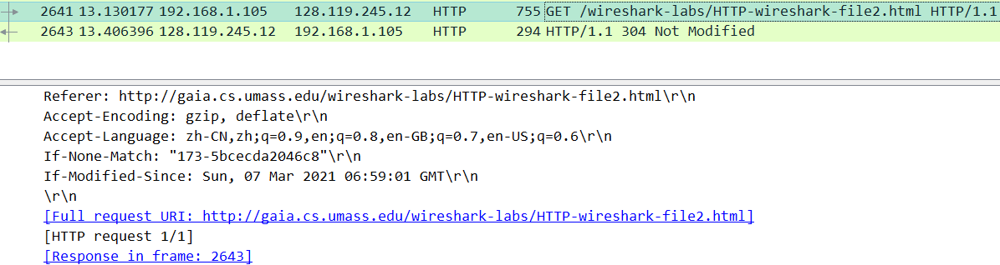 2641 13.130177 192.168.1.105 128.119.245.12 HTTP 755 GET /wireshark-labs/HTTP-wireshark-file2.html HTTP/1.1
2643 13.406396 128.119.245.12 192.168.1.105 HTTP 294 HTTP/1.1 304 Not Modified
Referer: http://gaia.cs.umass.edu/wireshark-labs/HTTP-wireshark-file2.html\r\n
Accept-Encoding: gzip, deflate\r\n
Accept-Language: zh-CN,zh;q=0.9,en;q=0.8,en-GB;q=0.7,en-US;q=0.6\r\n
If-None-Match: "173-5bcecda2046c8"\r\n
If-Modified-Since: Sun, 07 Mar 2021 06:59:01 GMT\r\n
\r\n
[Full request URI: http://gaia.cs.umass.edu/wireshark-labs/HTTP-wireshark-file2.html]
[HTTP request 1/1]
[Response in frame: 2643]